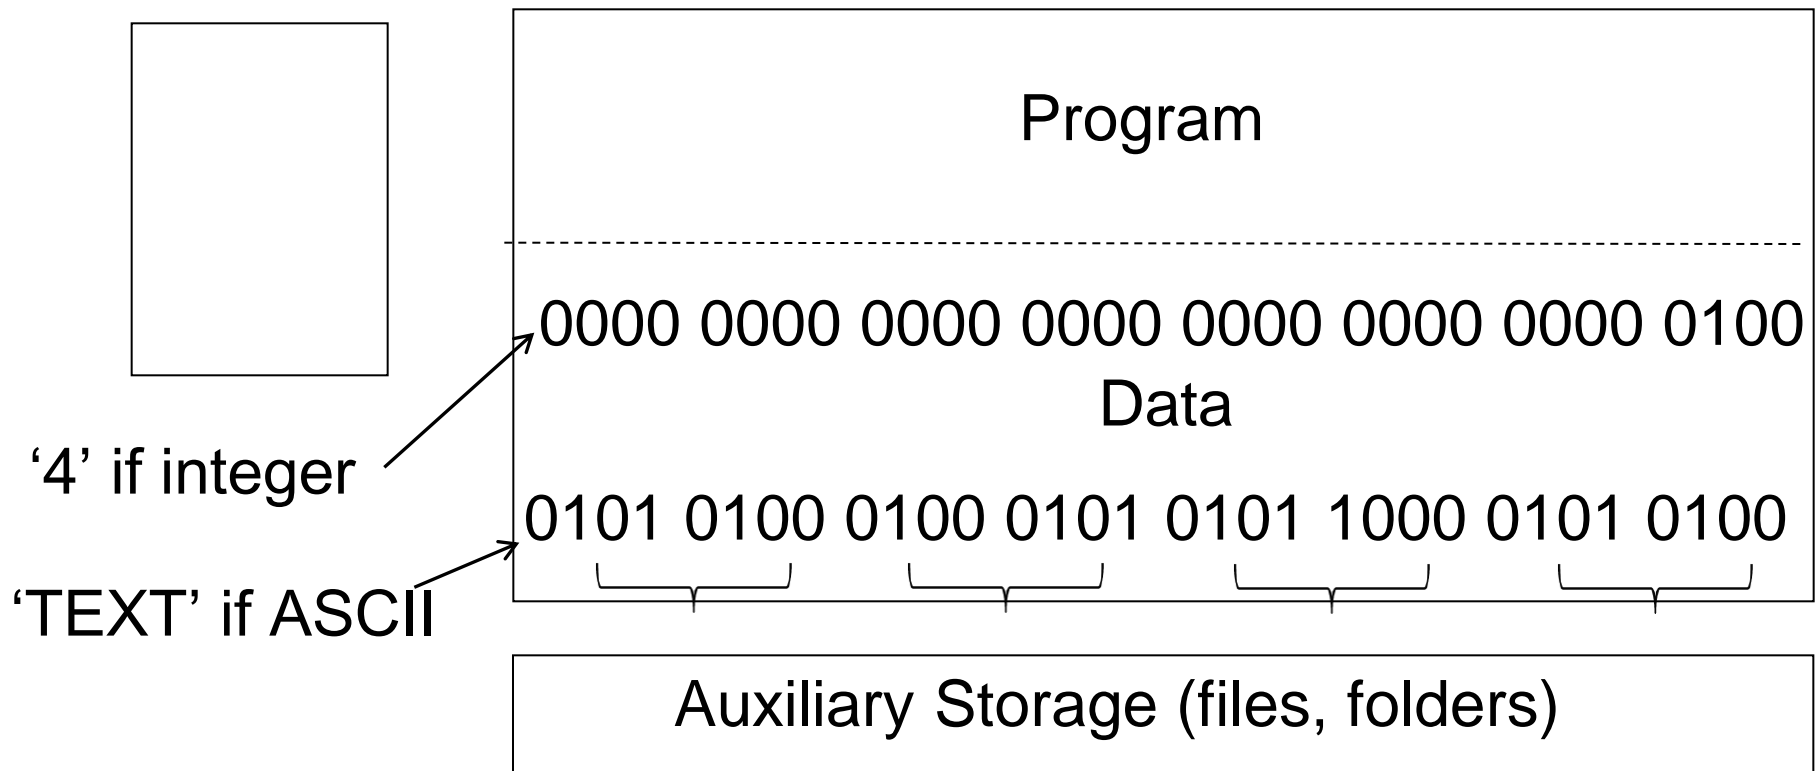 Program
0000 0000 0000 0000 0000 0000 0000 0100
Data
‘4’ if integer
0101 0100 0100 0101 0101 1000 0101 0100
‘TEXT’ if ASCII
Auxiliary Storage (files, folders)